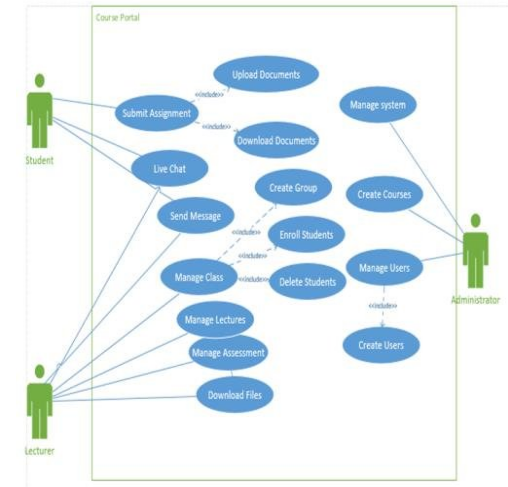 Course Portal
Upload Documents
<<include>>
Submit Assignment
Manage system
<<include>>
Download Documents
Student
Live Chat
Create Group
Create Courses
Send Message
<<include>>
Enroll Students
<<include>>
Manage Class
<<include>>
Delete Students
Manage Users
Administrator
<<include>>
Manage Lectures
Create Users
Manage Assessment
Download Files
Lecturer